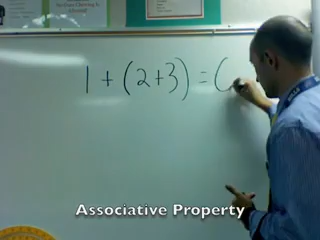 1 + (2+3) = (
Associative Property